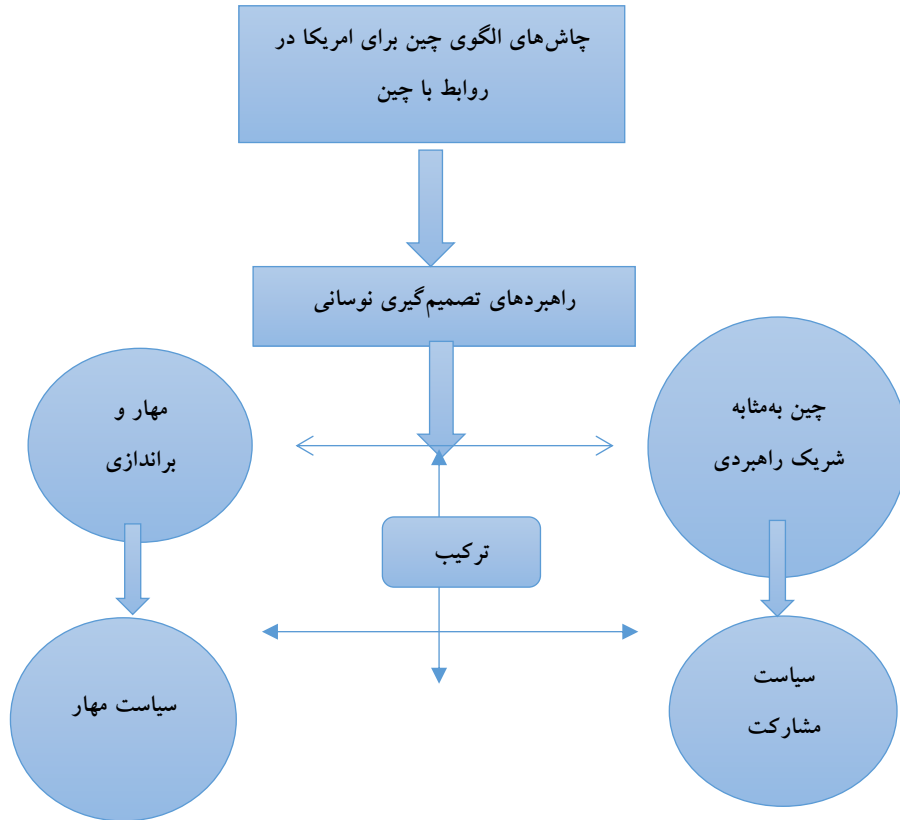 چاش‌های الگوی چین برای امریکا در
روابط با چین
راهبردهای تصمیم‌گیری نوسانی
چین به‌مثابه
شریک راهبردی
مهار و
براندازی
ترکیب
سیاست
مشارکت
سیاست مهار